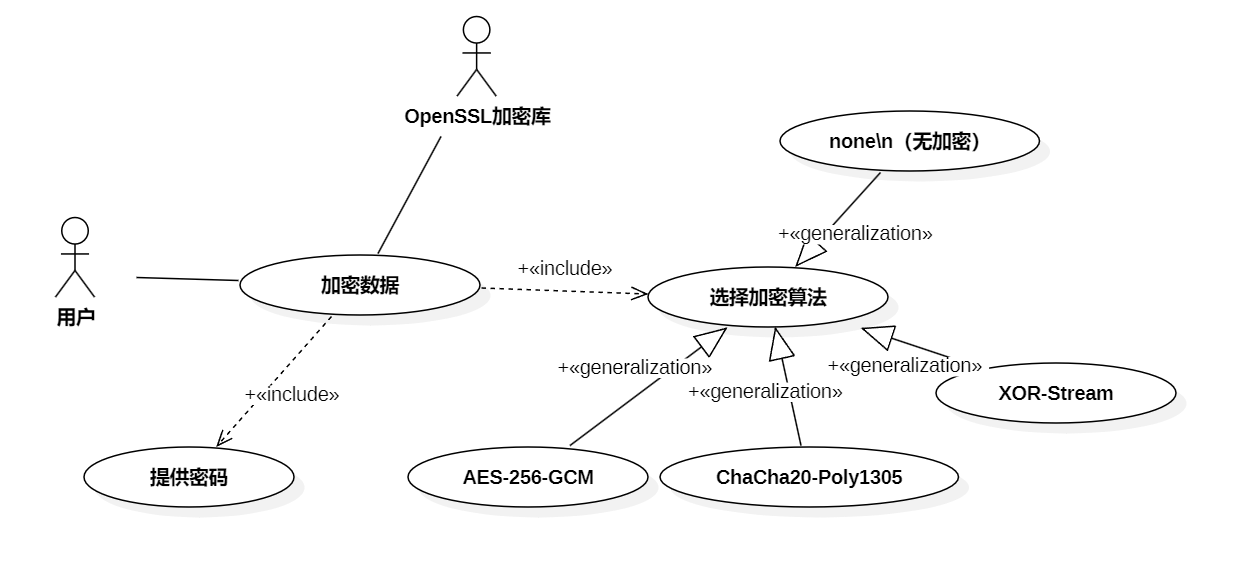 OpenSSL加密库
none\n（无加密）
+«generalization»
用户
加密数据
+«include»
选择加密算法
+«generalization»
+«generalization»
+«generalization»
+«include»
XOR-Stream
提供密码
AES-256-GCM
ChaCha20-Poly1305